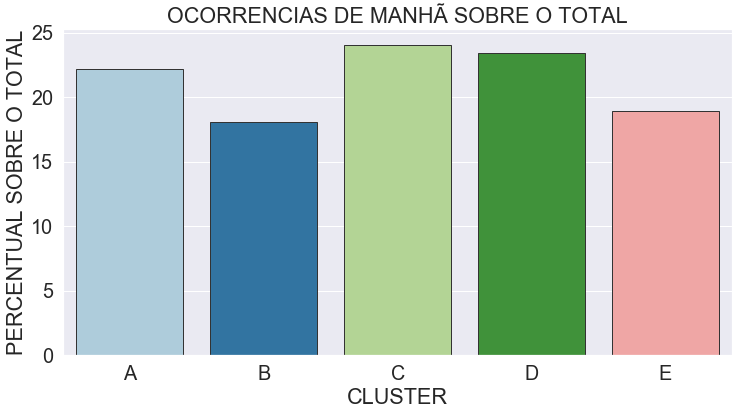 OCORRENCIAS DE MANHÃ SOBRE O TOTAL
PERCENTUAL SOBRE O TOTAL
25
20
15
10
5
0
A B C D E
CLUSTER